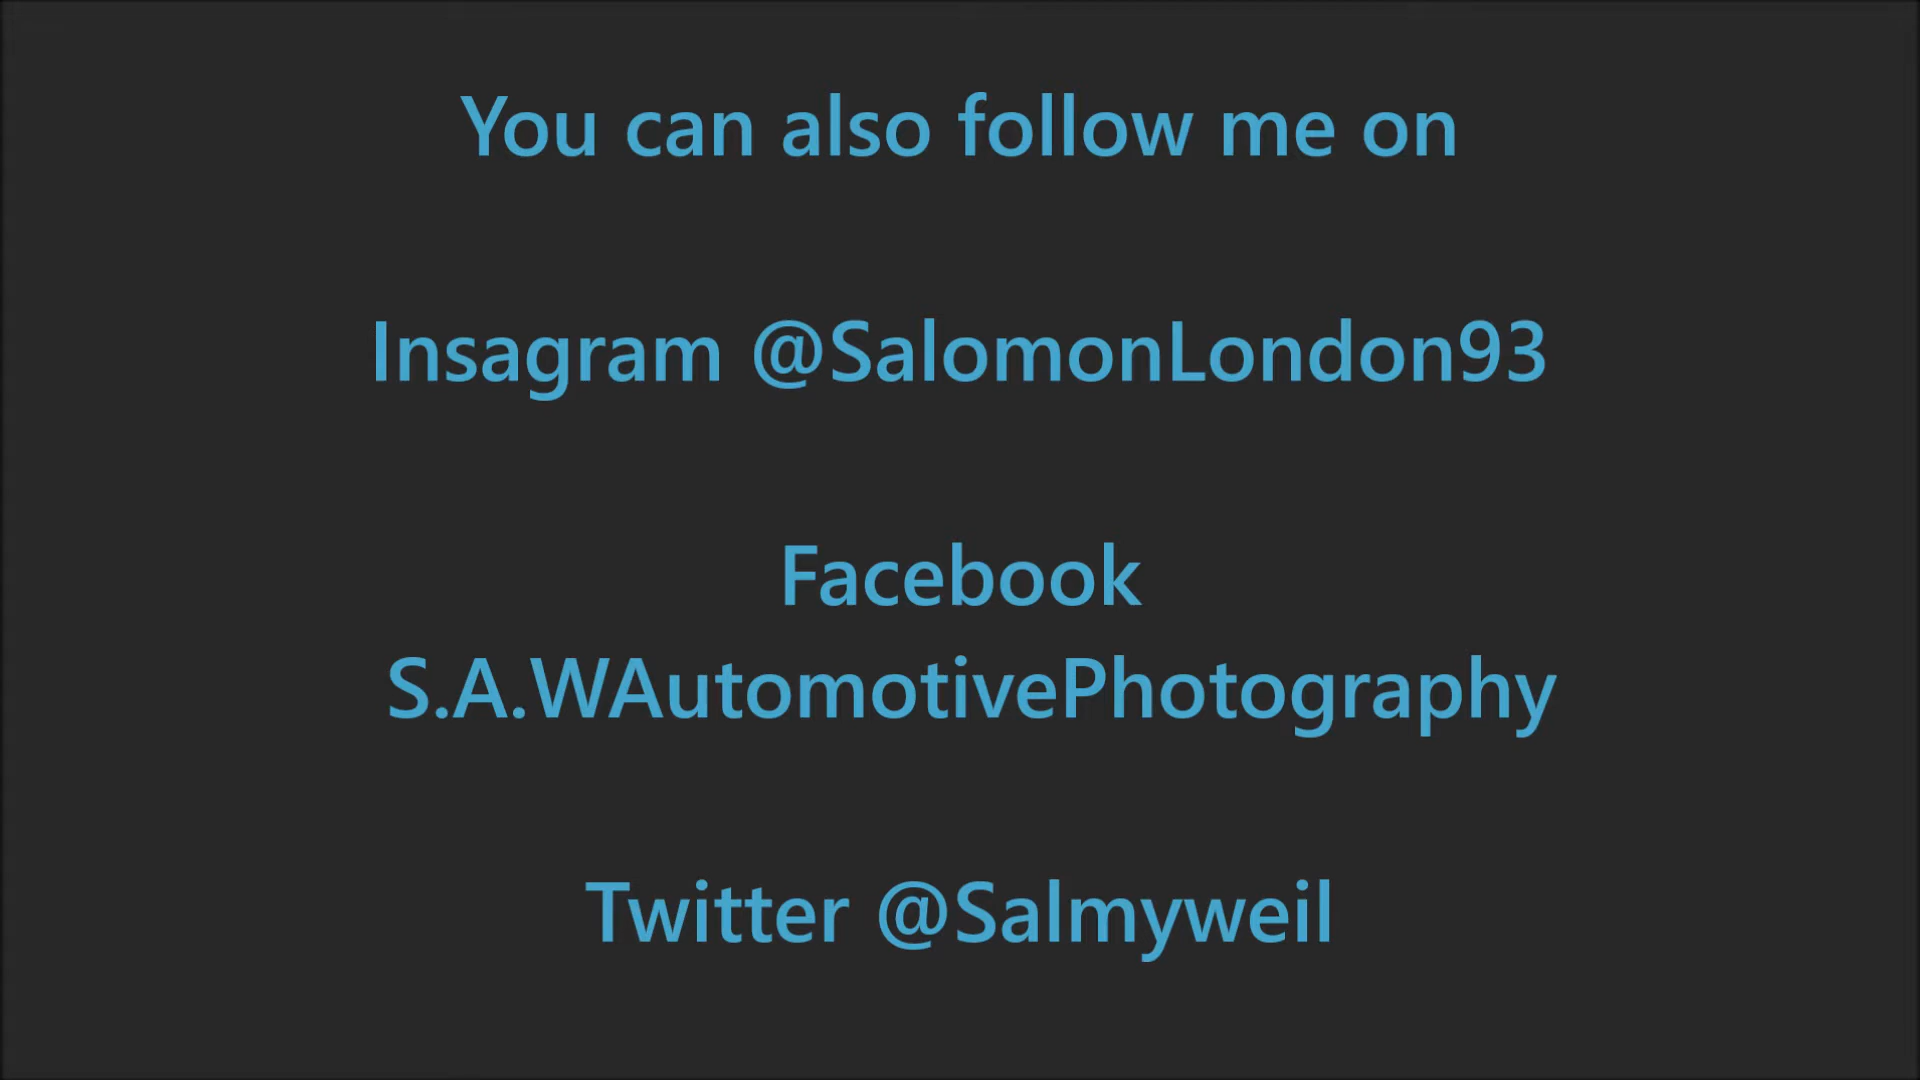 You can also follow me on
Insagram @SalomonLondon93
Facebook
S.A.WAutomotivePhotography
Twitter @Salmyweil